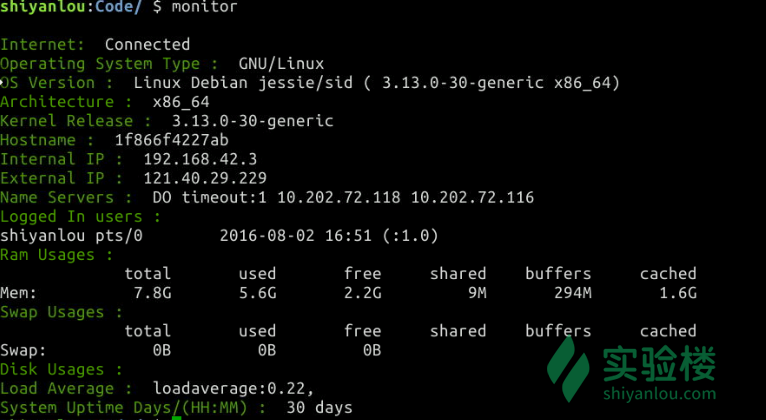 shiyanlou:Code/ $ monitor
Internet:  Connected
Operating System Type :  GNU/Linux
OS Version :  Linux Debian jessie/sid ( 3.13.0-30-generic x86_64)
Architecture :  x86_64
Kernel Release :  3.13.0-30-generic
Hostname :  1f866f4227ab
Internal IP :  192.168.42.3
External IP :  121.40.29.229
Name Servers :  DO timeout:1 10.202.72.118 10.202.72.116
Logged In users :
shiyanlou pts/0        2016-08-02 16:51 (:1.0)
Ram Usages :
             total       used       free     shared    buffers     cached
Mem:          7.8G       5.6G       2.2G         9M       294M       1.6G
Swap Usages :
             total       used       free     shared    buffers     cached
Swap:           0B         0B         0B
Disk Usages :
Load Average :  loadaverage:0.22,
System Uptime Days/(HH:MM) :  30 days
实验楼
shiyanlou.com